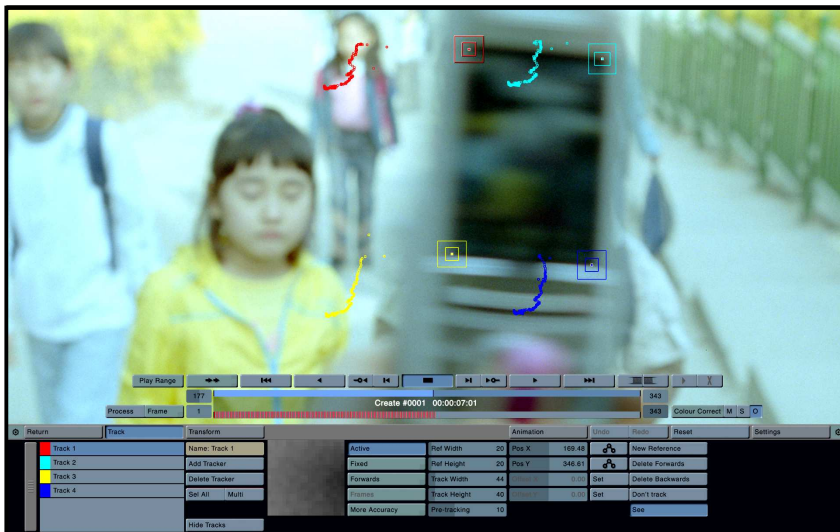 Play Range
177 343
Create #0001 00:00:07:01
Process Frame 1 343 Colour Correct M S O
Return Track Transform Animation Undo Redo Reset Settings
Track 1 Name: Track 1 Active Ref Width 20 Pos X 169.48 New Reference
Track 2 Add Tracker Fixed Ref Height 20 Pos Y 346.61 Delete Forwards
Track 3 Delete Tracker Forwards Track Width 44 0.00 Set Delete Backwards
Track 4 Sel All Multi Frames Track Height 40 0.00 Set Don't track
More Accuracy Pre-tracking 10 See
Hide Tracks